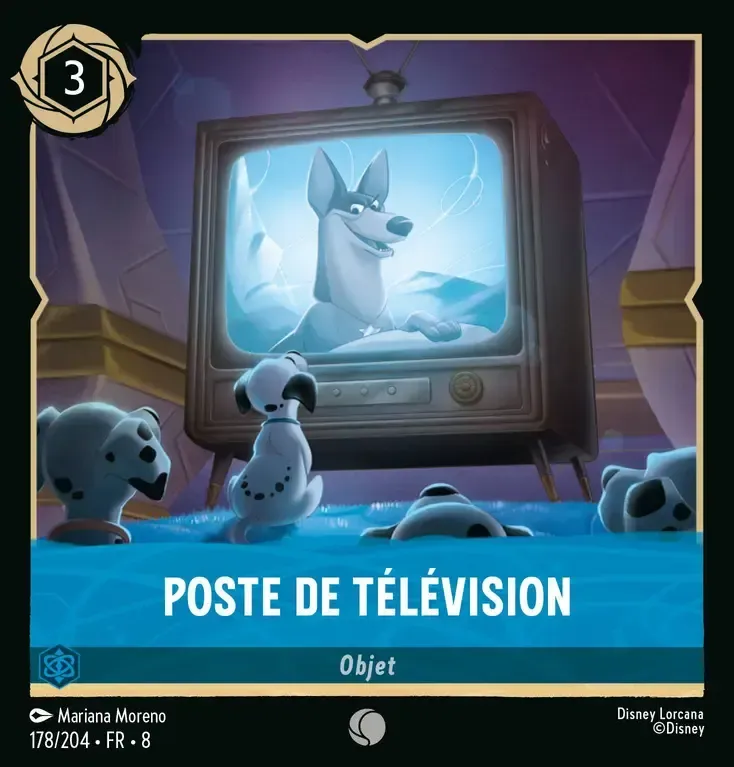 3
POSTE DE TÉLÉVISION
Objet
Mariana Moreno
178/204 • FR • 8
Disney Lorcana
©Disney